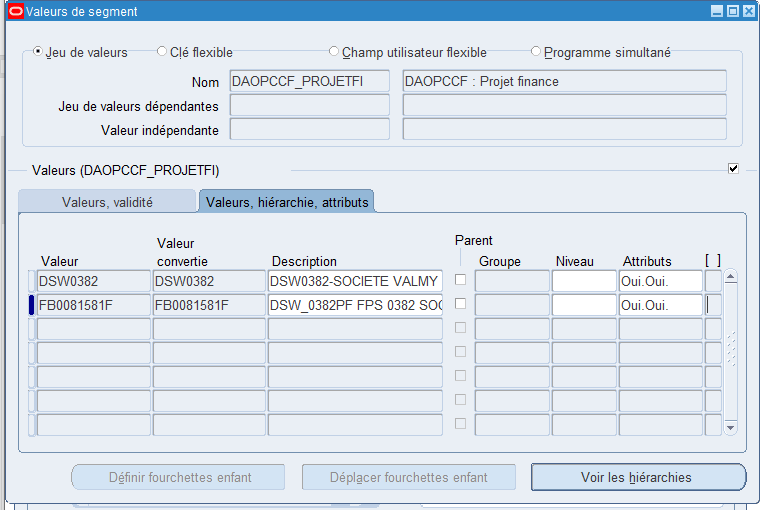 Valeurs de segment
Jeu de valeurs Clé flexible Champ utilisateur flexible Programme simultané
Nom DAOPCCF_PROJETFI DAOPCCF : Projet finance
Jeu de valeurs dépendantes
Valeur indépendante
Valeurs (DAOPCCF_PROJETFI)
Valeurs, validité Valeurs, hiérarchie, attributs
Parent
Valeur Valeur convertie Description Groupe Niveau Attributs [ ]
DSW0382 DSW0382 DSW0382-SOCIETE VALMY Oui.Oui.
FB0081581F FB0081581F DSW_0382PF FPS 0382 SOC Oui.Oui.
Définir fourchettes enfant Déplacer fourchettes enfant Voir les hiérarchies